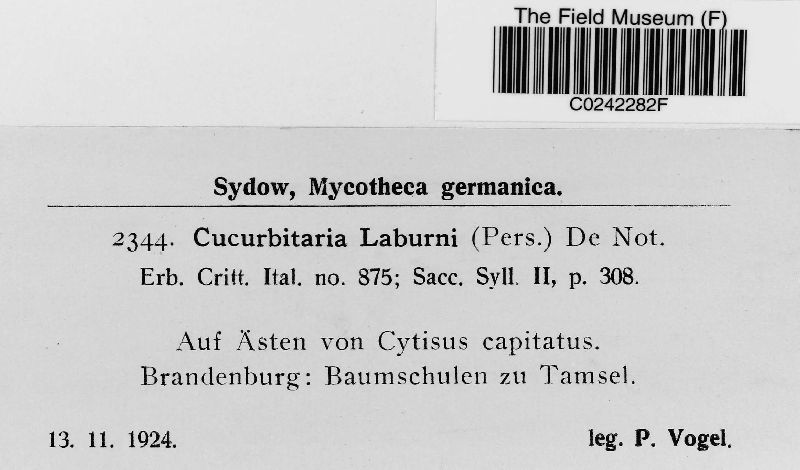 The Field Museum (F)
C0242282F
Sydow, Mycotheca germanica.
2344. Cucurbitaria Laburni (Pers.) De Not.
Erb. Critt. Ital. no. 875; Sacc. Syll. II, p. 308.
Auf Ästen von Cytisus capitatus.
Brandenburg: Baumschulen zu Tamsel.
13. 11. 1924. leg. P. Vogel.